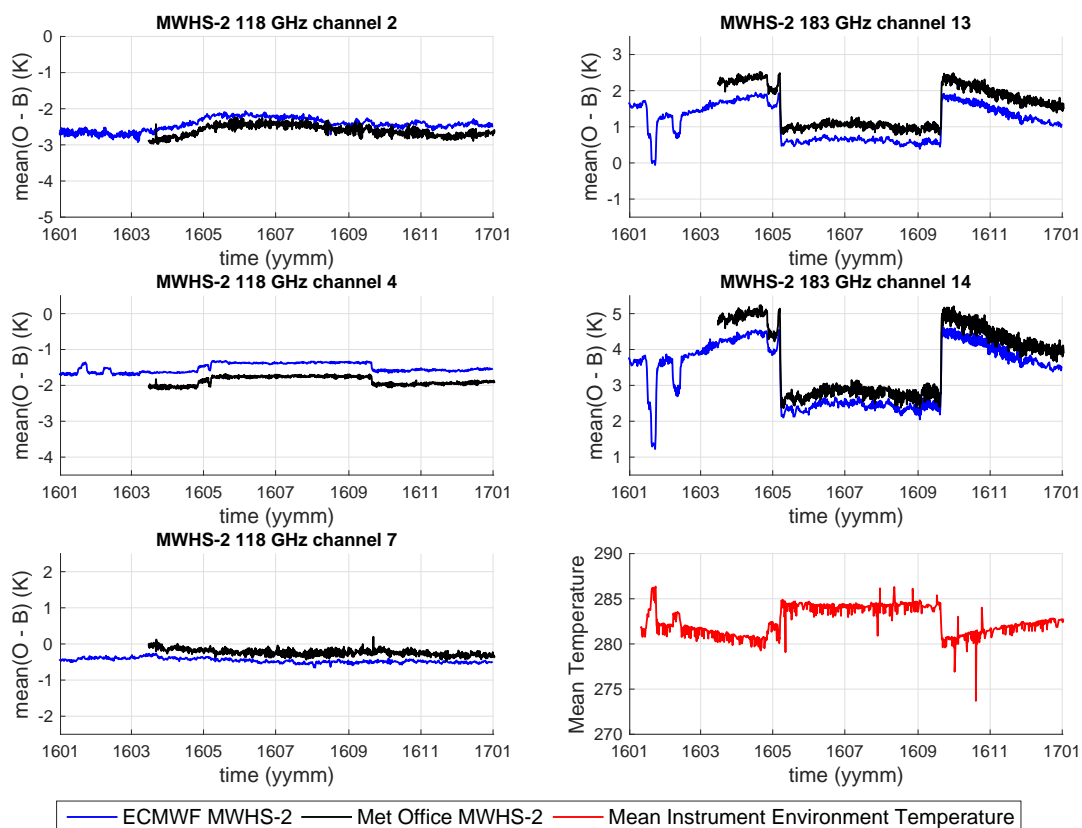 MWHS-2 118 GHz channel 2
mean(O - B) (K)
0
-1
-2
-3
-4
-5
1601 1603 1605 1607 1609 1611 1701
time (yymm)
MWHS-2 183 GHz channel 13
mean(O - B) (K)
3
2
1
0
-1
1601 1603 1605 1607 1609 1611 1701
time (yymm)
MWHS-2 118 GHz channel 4
mean(O - B) (K)
0
-1
-2
-3
-4
1601 1603 1605 1607 1609 1611 1701
time (yymm)
MWHS-2 183 GHz channel 14
mean(O - B) (K)
5
4
3
2
1
1601 1603 1605 1607 1609 1611 1701
time (yymm)
MWHS-2 118 GHz channel 7
mean(O - B) (K)
2
1
0
-1
-2
1601 1603 1605 1607 1609 1611 1701
time (yymm)
Mean Temperature
290
285
280
275
270
1601 1603 1605 1607 1609 1611 1701
time (yymm)
ECMWF MWHS-2 Met Office MWHS-2 Mean Instrument Environment Temperature